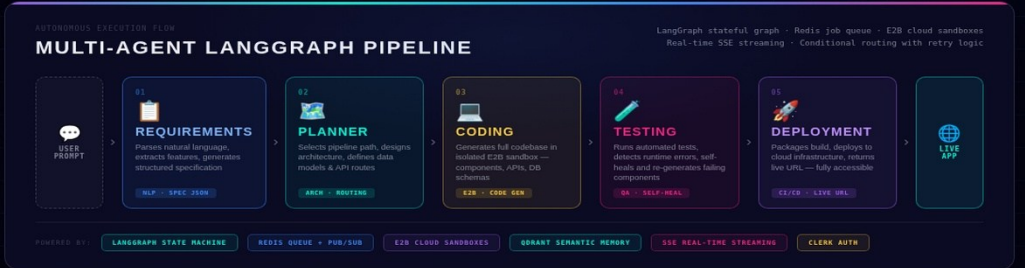 AUTONOMOUS EXECUTION FLOW
MULTI-AGENT LANGGRAPH PIPELINE
LangGraph stateful graph · Redis job queue · E2B cloud sandboxes
Real-time SSE streaming · Conditional routing with retry logic
USER
PROMPT
01
REQUIREMENTS
Parses natural language,
extracts features, generates
structured specification
NLP · SPEC JSON
02
PLANNER
Selects pipeline path, designs
architecture, defines data
models & API routes
ARCH · ROUTING
03
CODING
Generates full codebase in
isolated E2B sandbox —
components, APIs, DB
schemas
E2B · CODE GEN
04
TESTING
Runs automated tests,
detects runtime errors, self-
heals and re-generates failing
components
QA · SELF-HEAL
05
DEPLOYMENT
Packages build, deploys to
cloud infrastructure, returns
live URL — fully accessible
CI/CD · LIVE URL
LIVE
APP
POWERED BY:
LANGGRAPH STATE MACHINE
REDIS QUEUE + PUB/SUB
E2B CLOUD SANDBOXES
QDRANT SEMANTIC MEMORY
SSE REAL-TIME STREAMING
CLERK AUTH